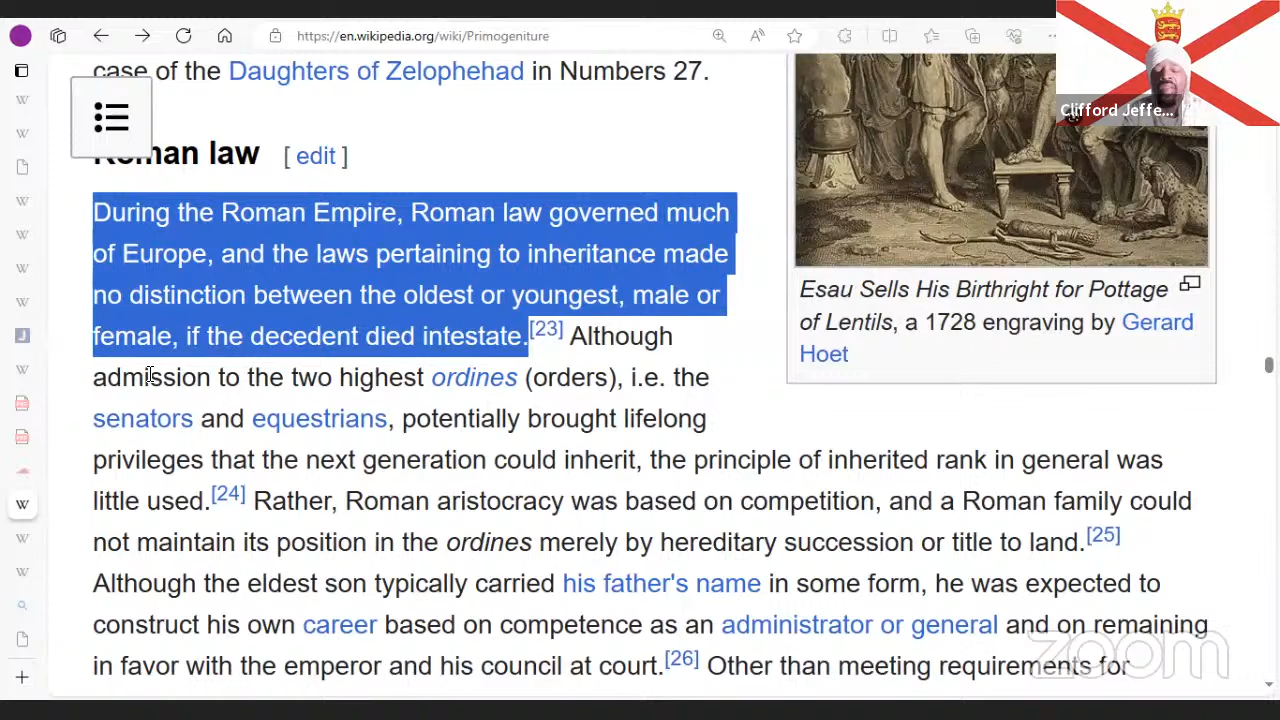 https://en.wikipedia.org/wiki/Primogeniture
Clifford Jeffe...
case of the Daughters of Zelophehad in Numbers 27.
Roman law [ edit ]
During the Roman Empire, Roman law governed much
of Europe, and the laws pertaining to inheritance made
no distinction between the oldest or youngest, male or
female, if the decedent died intestate.[23] Although
admission to the two highest ordines (orders), i.e. the
senators and equestrians, potentially brought lifelong
privileges that the next generation could inherit, the principle of inherited rank in general was
little used.[24] Rather, Roman aristocracy was based on competition, and a Roman family could
not maintain its position in the ordines merely by hereditary succession or title to land.[25]
Although the eldest son typically carried his father's name in some form, he was expected to
construct his own career based on competence as an administrator or general and on remaining
in favor with the emperor and his council at court.[26] Other than meeting requirements for
Esau Sells His Birthright for Pottage
of Lentils, a 1728 engraving by Gerard
Hoet
zoom